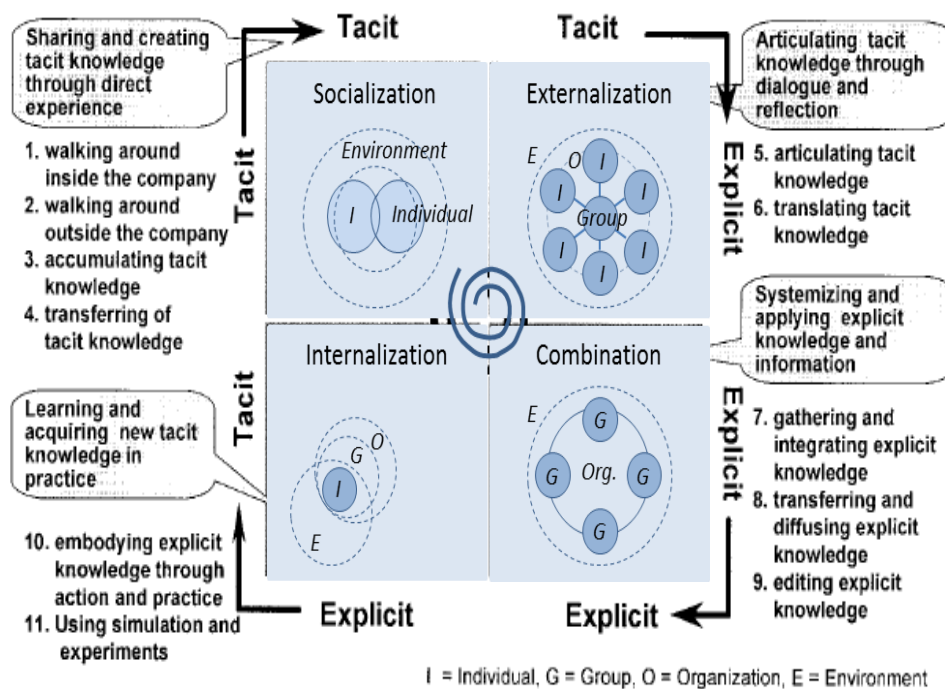 Tacit
Tacit
Sharing and creating
tacit knowledge
through direct
experience
Articulating tacit
knowledge through
dialogue and
reflection
Socialization
Externalization
Environment
I
Individual
E
O
I
I
I
Group
I
I
I
Tacit
Explicit
1. walking around
inside the company
2. walking around
outside the company
3. accumulating tacit
knowledge
4. transferring of
tacit knowledge
5. articulating tacit
knowledge
6. translating tacit
knowledge
Systemizing and
applying explicit
knowledge and
information
Internalization
Combination
Learning and
acquiring new tacit
knowledge in
practice
Tacit
Explicit
O
G
I
E
E
G
G
Org.
G
G
7. gathering and
integrating explicit
knowledge
8. transferring and
diffusing explicit
knowledge
9. editing explicit
knowledge
10. embodying explicit
knowledge through
action and practice
11. Using simulation and
experiments
Explicit
Explicit
I = Individual, G = Group, O = Organization, E = Environment